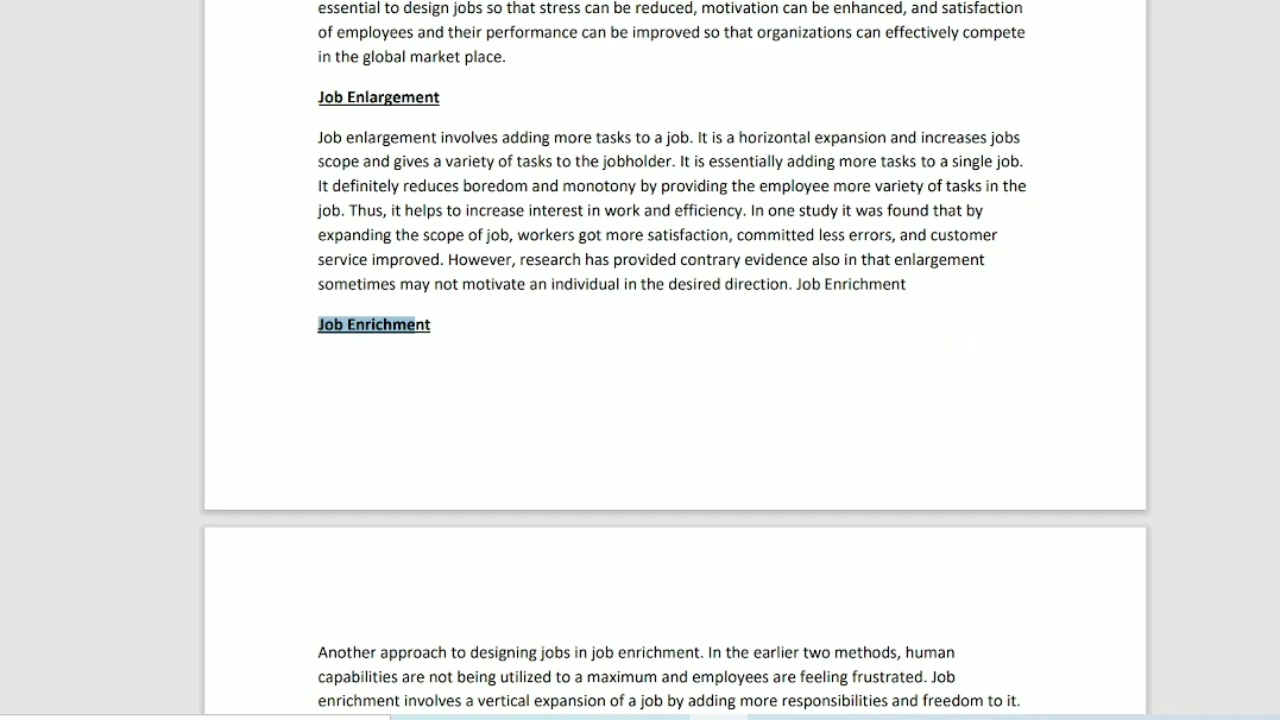 essential to design jobs so that stress can be reduced, motivation can be enhanced, and satisfaction
of employees and their performance can be improved so that organizations can effectively compete
in the global market place.
Job Enlargement
Job enlargement involves adding more tasks to a job. It is a horizontal expansion and increases jobs
scope and gives a variety of tasks to the jobholder. It is essentially adding more tasks to a single job.
It definitely reduces boredom and monotony by providing the employee more variety of tasks in the
job. Thus, it helps to increase interest in work and efficiency. In one study it was found that by
expanding the scope of job, workers got more satisfaction, committed less errors, and customer
service improved. However, research has provided contrary evidence also in that enlargement
sometimes may not motivate an individual in the desired direction. Job Enrichment
Job Enrichment
Another approach to designing jobs in job enrichment. In the earlier two methods, human
capabilities are not being utilized to a maximum and employees are feeling frustrated. Job
enrichment involves a vertical expansion of a job by adding more responsibilities and freedom to it.